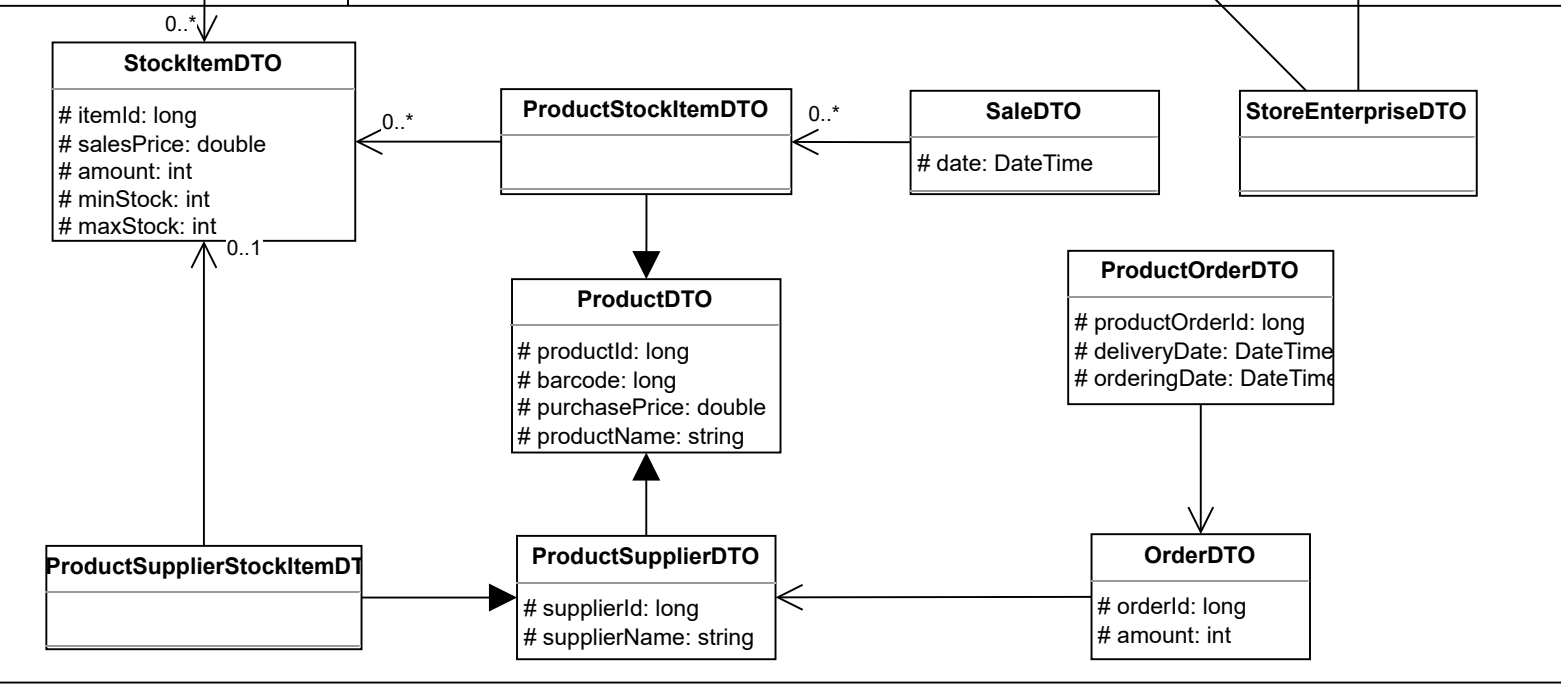 0..*
StockItemDTO
# itemId: long
# salesPrice: double
# amount: int
# minStock: int
# maxStock: int
0..*
ProductStockItemDTO
0..*
SaleDTO
# date: DateTime
StoreEnterpriseDTO
0..1
ProductDTO
# productId: long
# barcode: long
# purchasePrice: double
# productName: string
ProductOrderDTO
# productOrderId: long
# deliveryDate: DateTime
# orderingDate: DateTime
ProductSupplierStockItemDT
ProductSupplierDTO
# supplierId: long
# supplierName: string
OrderDTO
# orderId: long
# amount: int